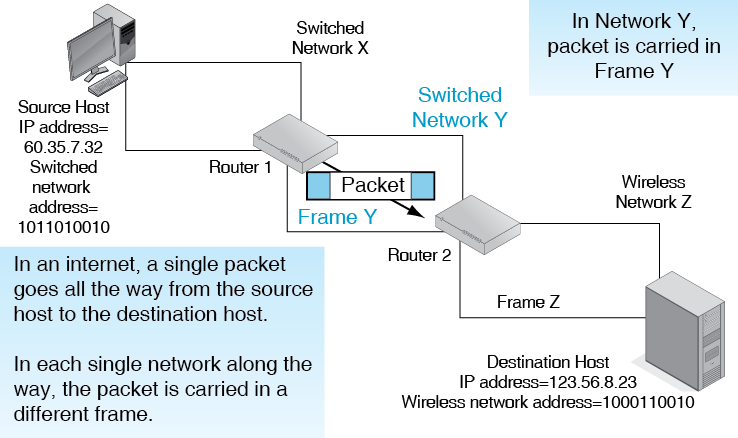 Switched
Network X
In Network Y,
packet is carried in
Frame Y
Source Host
IP address=
60.35.7.32
Switched
network
address=
1011010010
Router 1
Switched
Network Y
Packet
Frame Y
Router 2
Wireless
Network Z
Frame Z
In an internet, a single packet
goes all the way from the source
host to the destination host.
In each single network along the
way, the packet is carried in a
different frame.
Destination Host
IP address=123.56.8.23
Wireless network address=1000110010